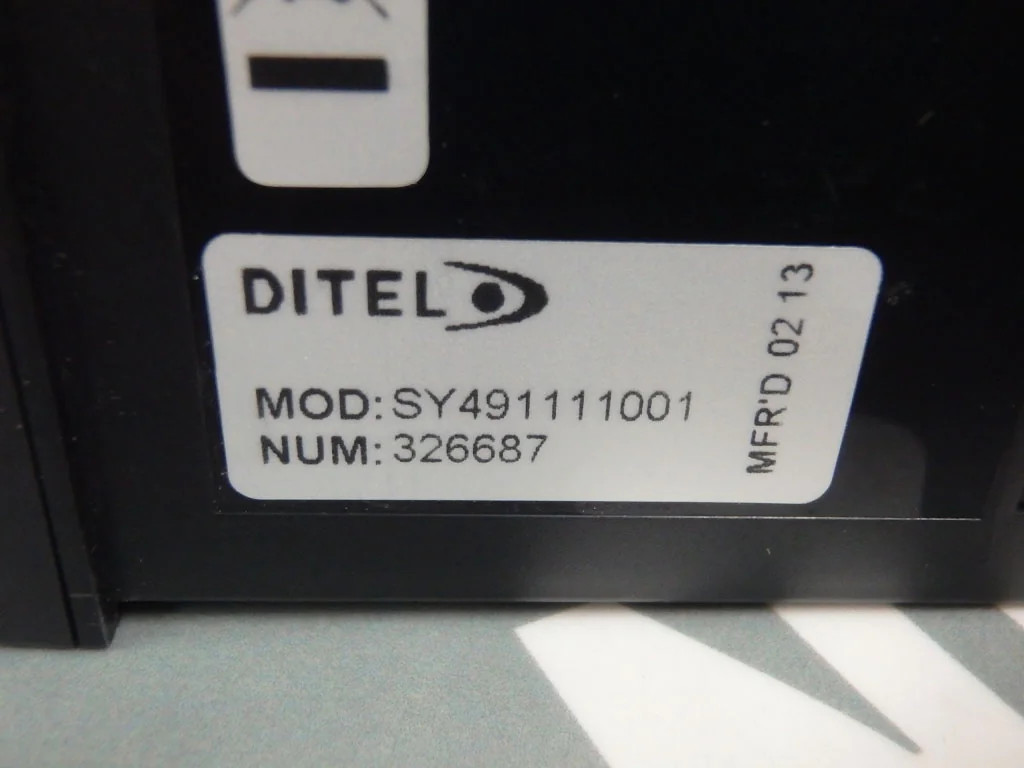 DITEL
MOD: SY491111001
NUM: 326687
MFR'D 02 13